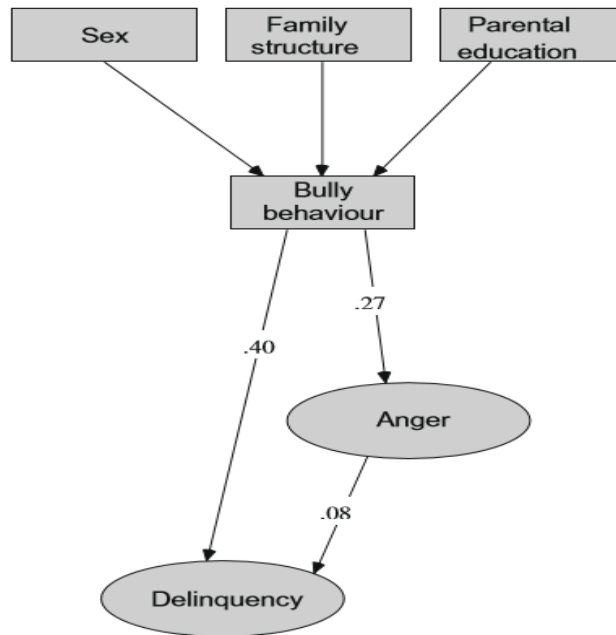 Sex
Family
structure
Parental
education
Bully
behaviour
.27
.40
Anger
.08
Delinquency